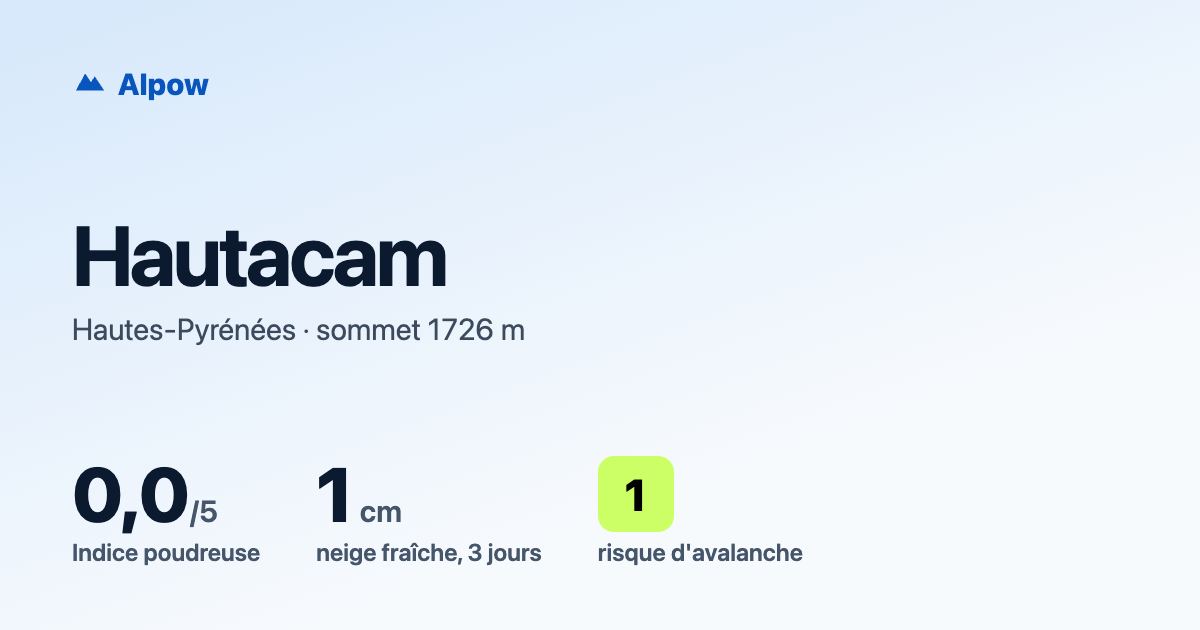 Alpow
Hautacam
Hautes-Pyrénées · sommet 1726 m
0,0/5
Indice poudreuse
1 cm
neige fraîche, 3 jours
1
risque d'avalanche